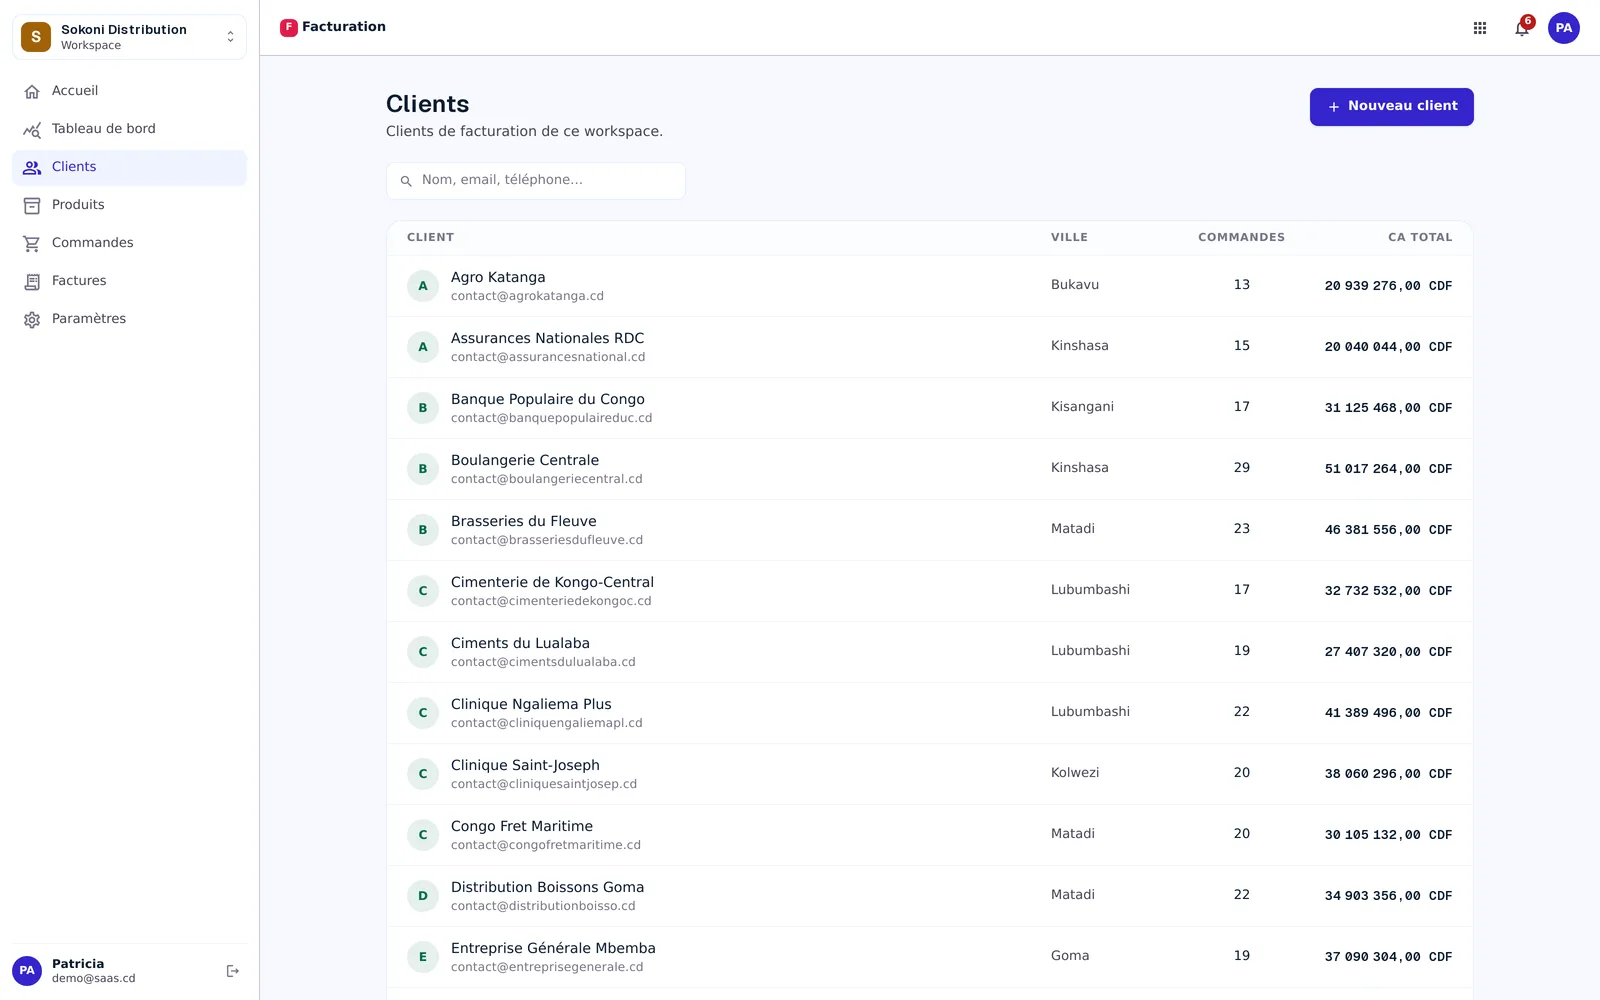 S
Sokoni Distribution
Workspace
Accueil
Tableau de bord
Clients
Produits
Commandes
Factures
Paramètres
PA
Patricia
demo@saas.cd
F Facturation
6
PA
Clients
Clients de facturation de ce workspace.
+ Nouveau client
Nom, email, téléphone...
CLIENT VILLE COMMANDES CA TOTAL
A Agro Katanga Bukavu 13 20 939 276,00 CDF
contact@agrokatanga.cd
A Assurances Nationales RDC Kinshasa 15 20 040 044,00 CDF
contact@assurancesnational.cd
B Banque Populaire du Congo Kisangani 17 31 125 468,00 CDF
contact@banquepopulaireduc.cd
B Boulangerie Centrale Kinshasa 29 51 017 264,00 CDF
contact@boulangeriecentral.cd
B Brasseries du Fleuve Matadi 23 46 381 556,00 CDF
contact@brasseriesdufleuve.cd
C Cimenterie de Kongo-Central Lubumbashi 17 32 732 532,00 CDF
contact@cimenteriedekongoc.cd
C Ciments du Lualaba Lubumbashi 19 27 407 320,00 CDF
contact@cimentsdulualaba.cd
C Clinique Ngaliema Plus Lubumbashi 22 41 389 496,00 CDF
contact@cliniquengaliemapl.cd
C Clinique Saint-Joseph Kolwezi 20 38 060 296,00 CDF
contact@cliniquesaintjosep.cd
C Congo Fret Maritime Matadi 20 30 105 132,00 CDF
contact@congofretmaritime.cd
D Distribution Boissons Goma Matadi 22 34 903 356,00 CDF
contact@distributionboisso.cd
E Entreprise Générale Mbemba Goma 19 37 090 304,00 CDF
contact@entreprisegenerale.cd